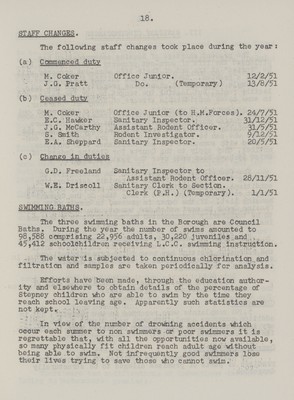 18.
STAFF CHANGES.
The following staff changes took place during the year:
(a) Commenced duty
M. Coker Office Junior. 12/2/51
J.G. Pratt Do. (Temporary) 13/8/51
(b) Ceased duty
M. Coker Office Junior (to H.M.Forces). 24/7/51
E.C. Hawker Sanitary Inspector. 31/12/51
J.G. McCarthy Assistant Rodent Officer. 31/5/51
S. Smith Rodent Investigator. 9/12/51
E.A. Sheppard Sanitary Inspector. 20/5/51
(c) Change in duties
G.D. Freeland Sanitary Inspector to
Assistant Rodent Officer. 28/11/51
W.E. Driscoll Sanitary Clerk to Section.
Clerk (P.H.) (Temporary). 1/1/51
SWIMMING BATHS.
The three swimming baths in the Borough are Council
Baths. During the year the number of swims amounted to
98,588 comprising 22,956 adults, 30,220 juveniles and
45,412 schoolchildren receiving L.C.C. swimming instruction.
The water is subjected to continuous chlorination and
filtration and samples are taken periodically for analysis.
Efforts have been made, through the education author-
ity and elsewhere to obtain details of the percentage of
Stepney children who are able to swim by the time they
reach school leaving age. Apparently such statistics are
not kept.
In view of the number of drowning accidents which
occur each summer to non swimmers or poor swimmers it is
regrettable that, with all the opportunities now available,
so many physically fit children reach adult age without
being able to swim. Not infrequently good swimmers lose
their lives trying to save those who cannot swim.